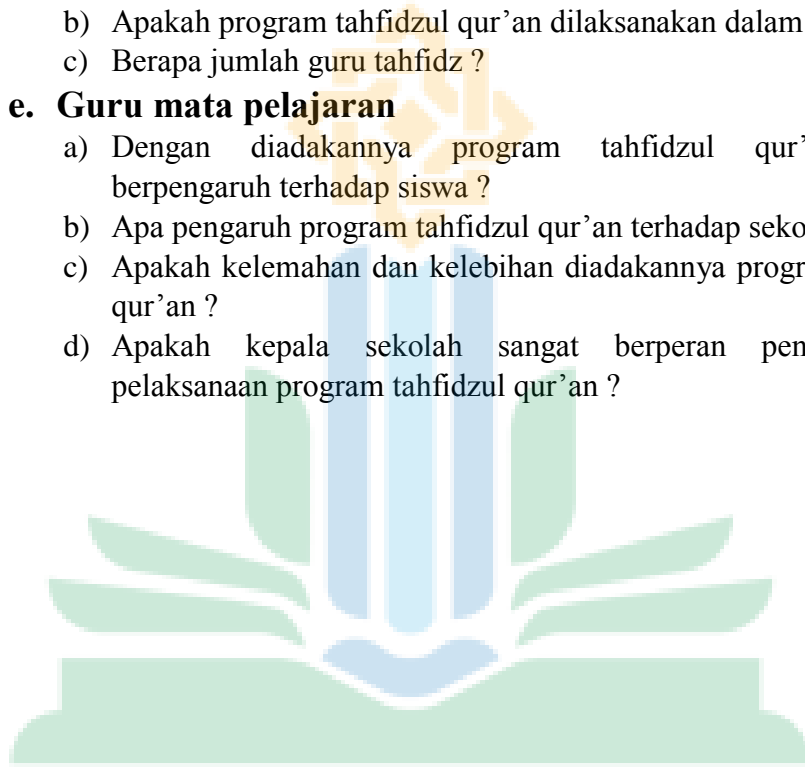 b) Apakah program tahfidzul qur’an dilaksanakan dalam
c) Berapa jumlah guru tahfidz ?
e. Guru mata pelajaran
a) Dengan diadakannya program tahfidzul qur’
berpengaruh terhadap siswa ?
b) Apa pengaruh program tahfidzul qur’an terhadap seko
c) Apakah kelemahan dan kelebihan diadakannya progr
qur’an ?
d) Apakah kepala sekolah sangat berperan pen
pelaksanaan program tahfidzul qur’an ?